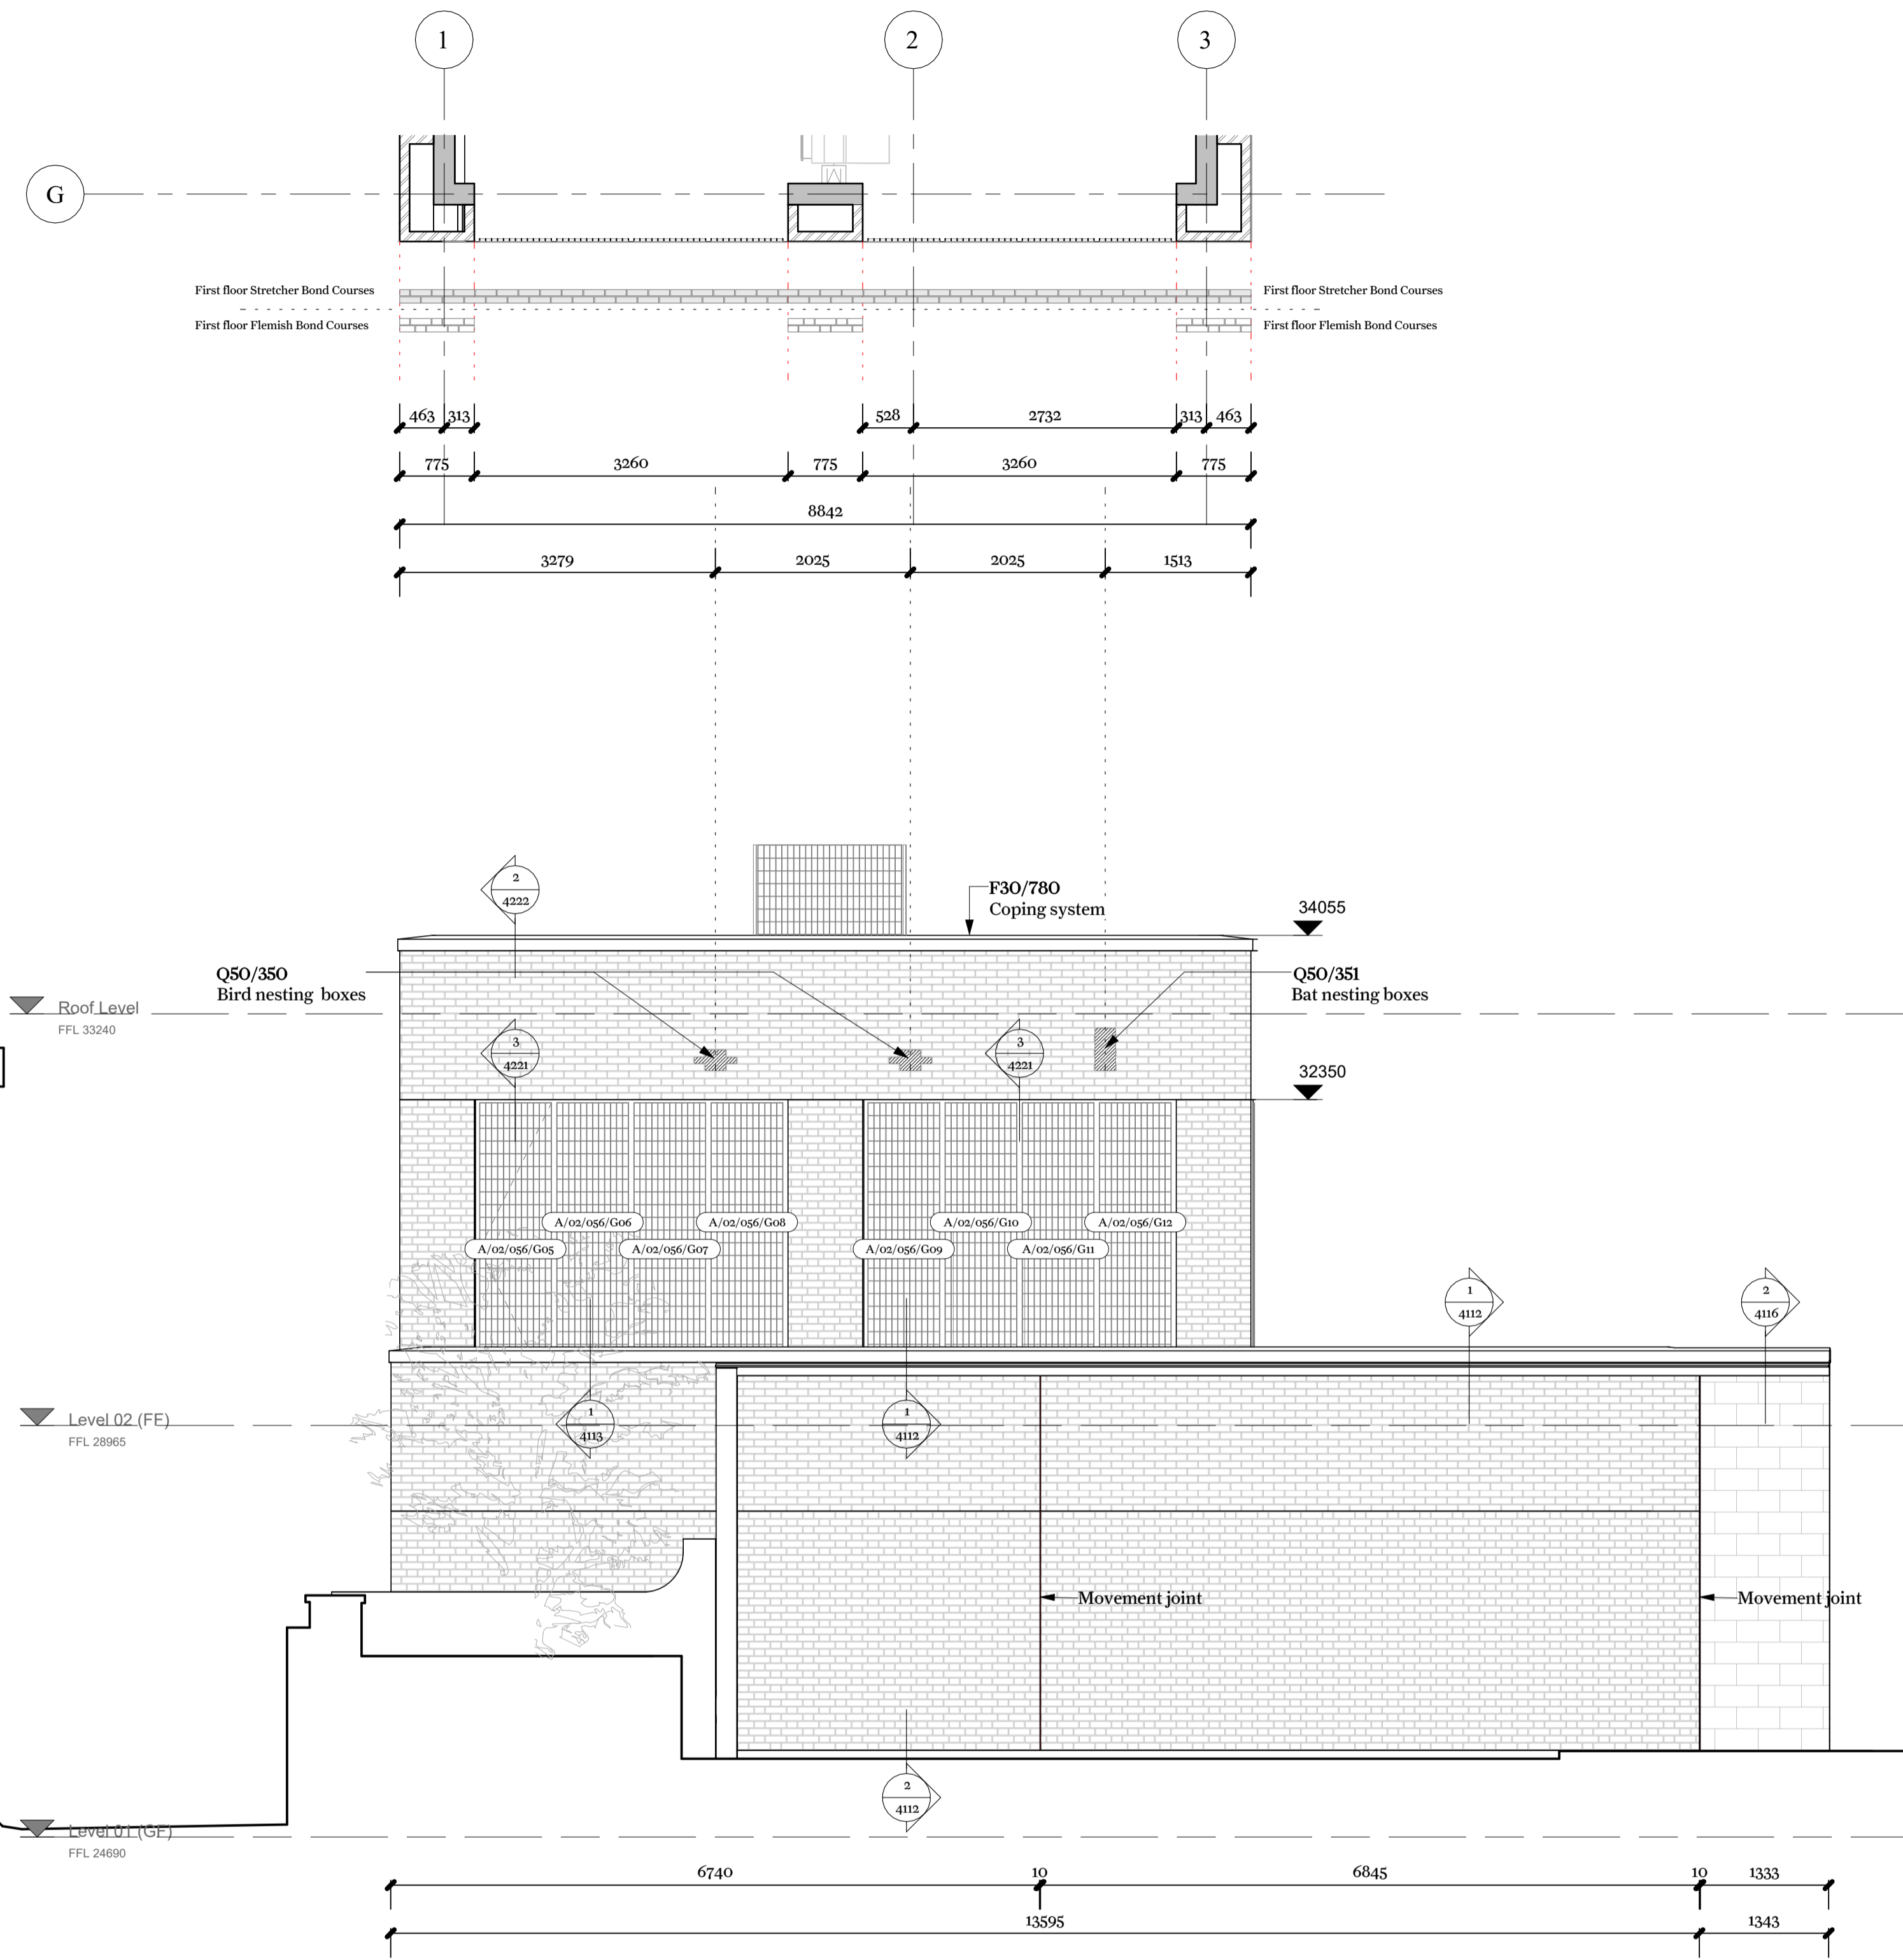 1
2
3
G
First floor Stretcher Bond Courses
First floor Stretcher Bond Courses
First floor Flemish Bond Courses
First floor Flemish Bond Courses
463
313
528
2732
313
463
775
3260
775
3260
775
8842
3279
2025
2025
1513
2
4222
F30/780
Coping system
34055
Q50/350
Bird nesting boxes
Q50/351
Bat nesting boxes
Roof Level
FFL 33240
3
4221
3
4221
32350
A/02/056/G06
A/02/056/G08
A/02/056/G10
A/02/056/G12
A/02/056/G05
A/02/056/G07
A/02/056/G09
A/02/056/G11
1
4112
2
4116
Level 02 (FF)
FFL 28965
1
4113
1
4112
Movement joint
Movement joint
2
4112
Level 01 (GF)
FFL 24690
6740
10
6845
10
1333
13595
1343